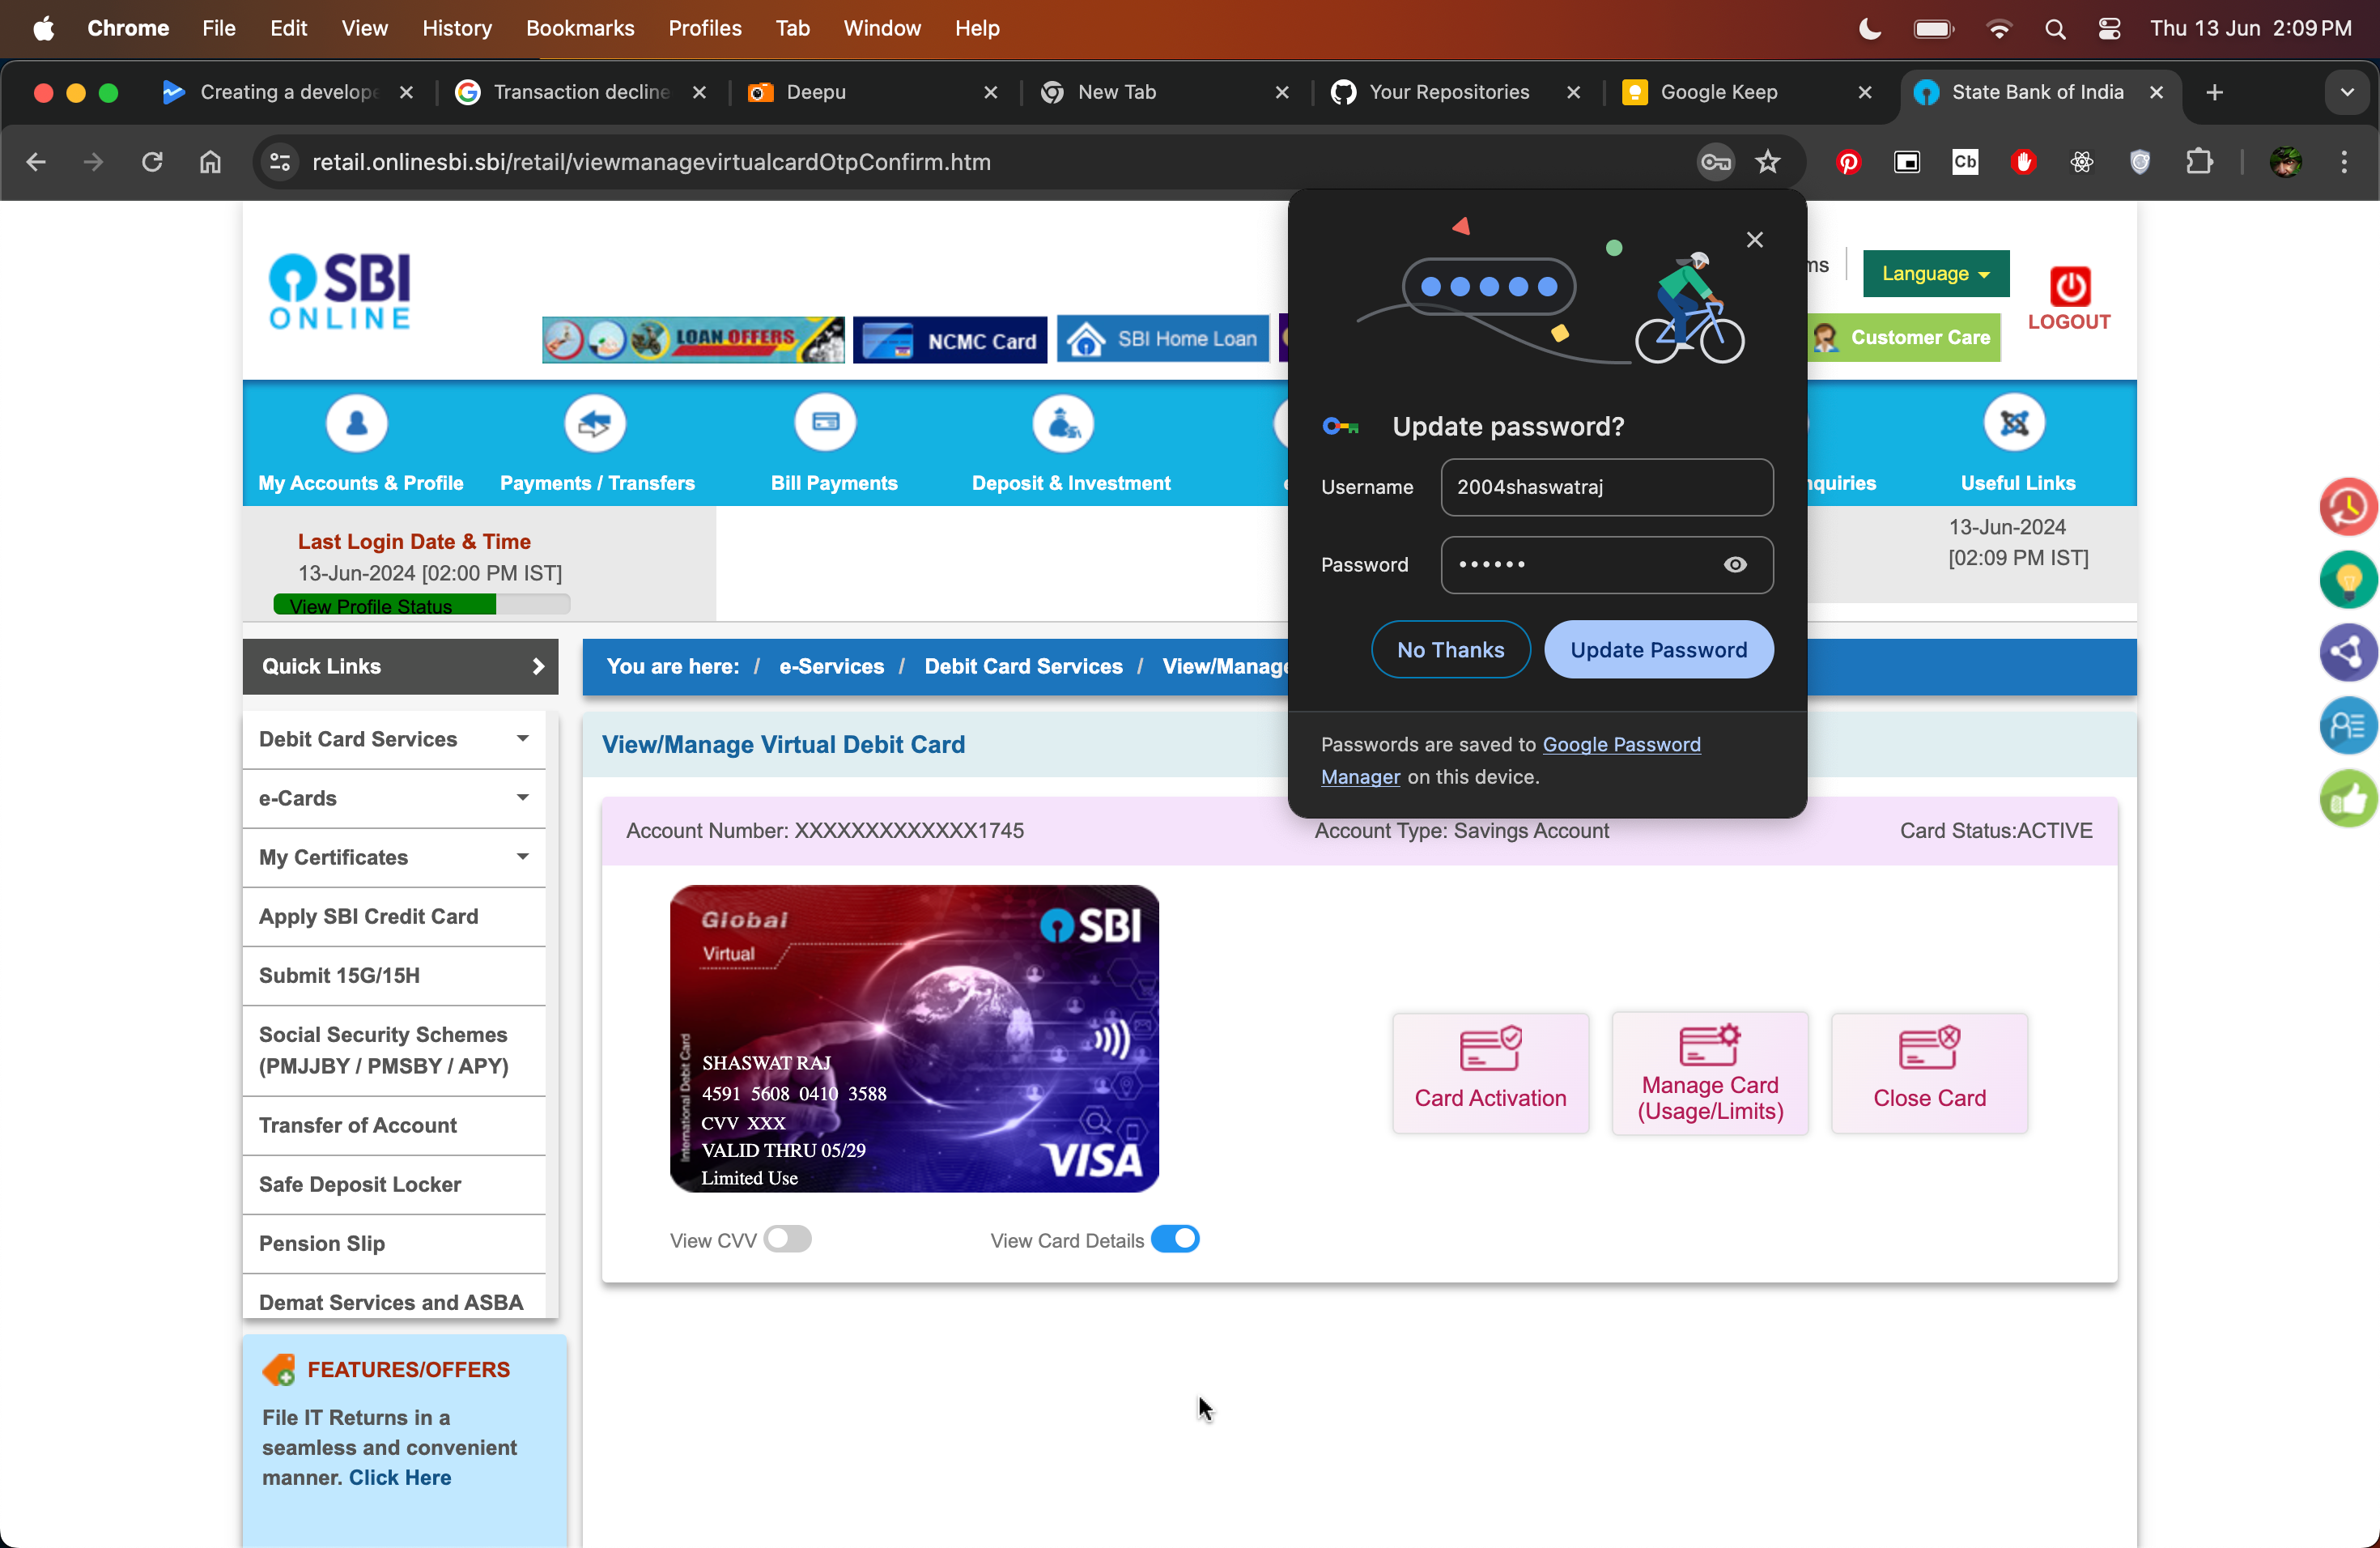 Chrome File Edit View History Bookmarks Profiles Tab Window Help Thu 13 Jun 2:09 PM
Creating a develope Transaction decline Deepu New Tab Your Repositories Google Keep State Bank of India
retail.onlinesbi.sbi/retail/viewmanagevirtualcardOtpConfirm.htm Cb
SBI
ONLINE
LOAN OFFERS NCMC Card SBI Home Loan
ms Language
Customer Care
LOGOUT
My Accounts & Profile Payments / Transfers Bill Payments Deposit & Investment nquiries Useful Links
Update password?
Username 2004shaswatraj
Password ••••••
No Thanks Update Password
Passwords are saved to Google Password
Manager on this device.
Last Login Date & Time
13-Jun-2024 [02:00 PM IST]
View Profile Status
13-Jun-2024
[02:09 PM IST]
Quick Links
Debit Card Services
e-Cards
My Certificates
Apply SBI Credit Card
Submit 15G/15H
Social Security Schemes
(PMJJBY / PMSBY / APY)
Transfer of Account
Safe Deposit Locker
Pension Slip
Demat Services and ASBA
FEATURES/OFFERS
File IT Returns in a
seamless and convenient
manner. Click Here
You are here: / e-Services / Debit Card Services / View/Manage
View/Manage Virtual Debit Card
Account Number: XXXXXXXXXXXXX1745 Account Type: Savings Account Card Status:ACTIVE
Global
Virtual
SBI
International Debit Card
SHASWAT RAJ
4591 5608 0410 3588
CVV XXX
VALID THRU 05/29
Limited Use
VISA
View CVV View Card Details
Card Activation
Manage Card
(Usage/Limits)
Close Card